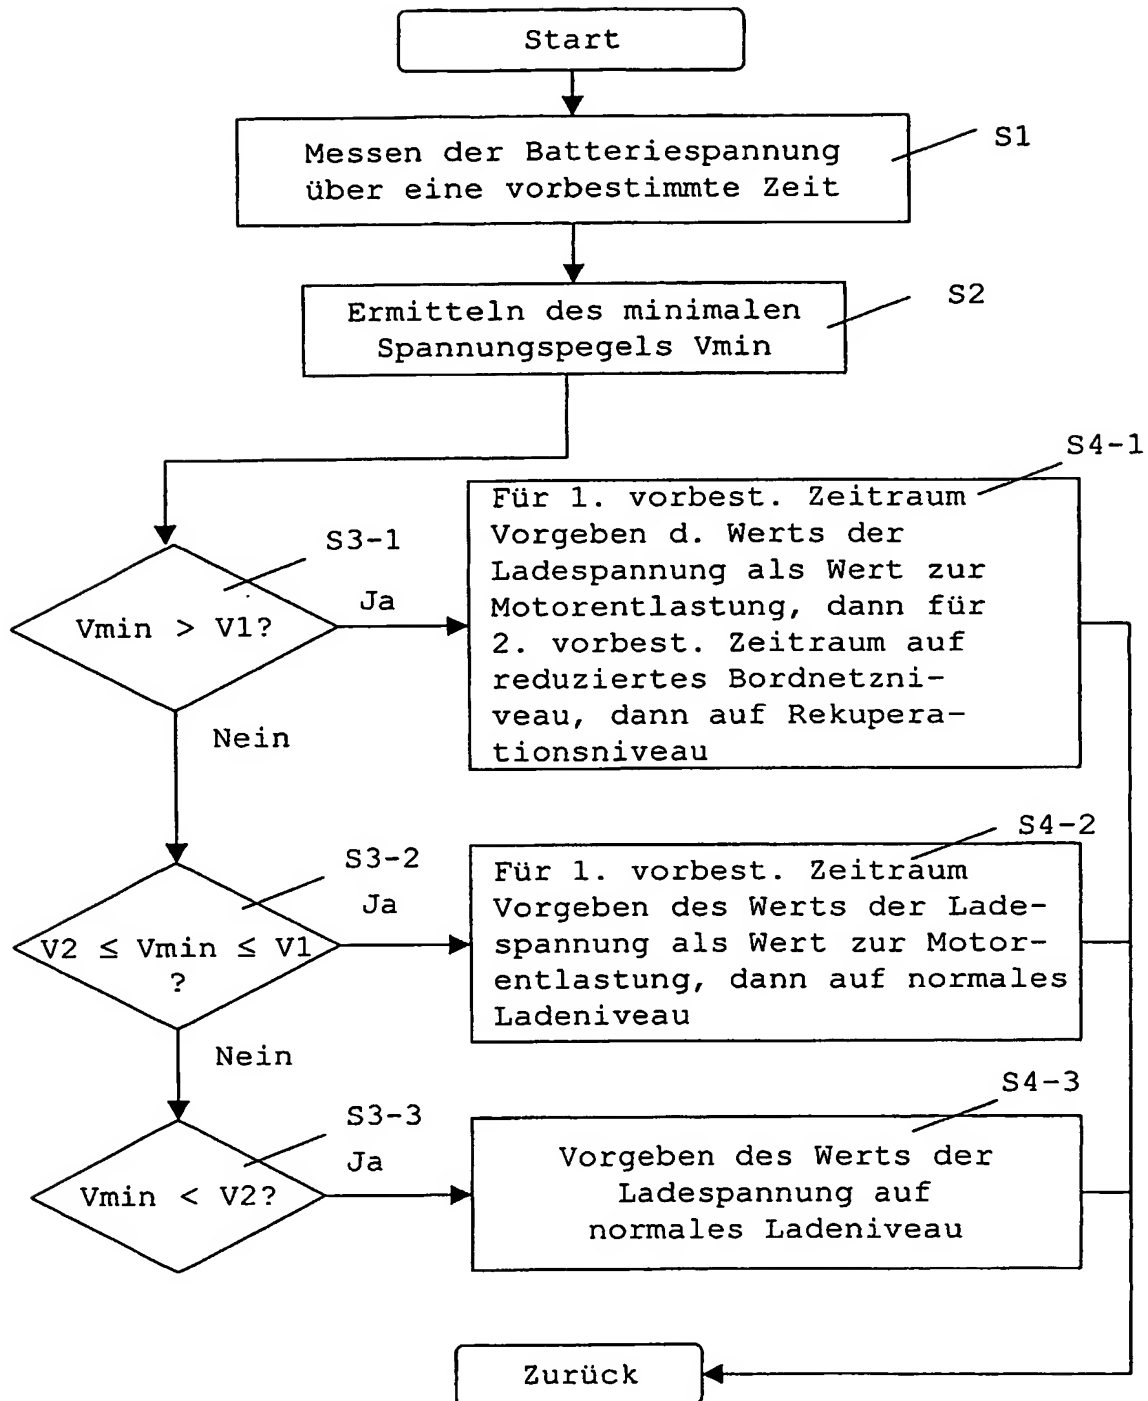 Start
Messen der Batteriespannung
über eine vorbestimmte Zeit
S1
Ermitteln des minimalen
Spannungspegels Vmin
S2
S3-1
Vmin > V1?
Ja
Nein
S4-1
Für 1. vorbest. Zeitraum
Vorgeben d. Werts der
Ladespannung als Wert zur
Motorentlastung, dann für
2. vorbest. Zeitraum auf
reduziertes Bordnetzni-
veau, dann auf Rekupera-
tionsniveau
S3-2
V2 ≤ Vmin ≤ V1
?
Ja
Nein
S4-2
Für 1. vorbest. Zeitraum
Vorgeben des Werts der Lade-
spannung als Wert zur Motor-
entlastung, dann auf normales
Ladeniveau
S3-3
Vmin < V2?
Ja
S4-3
Vorgeben des Werts der
Ladespannung auf
normales Ladeniveau
Zurück